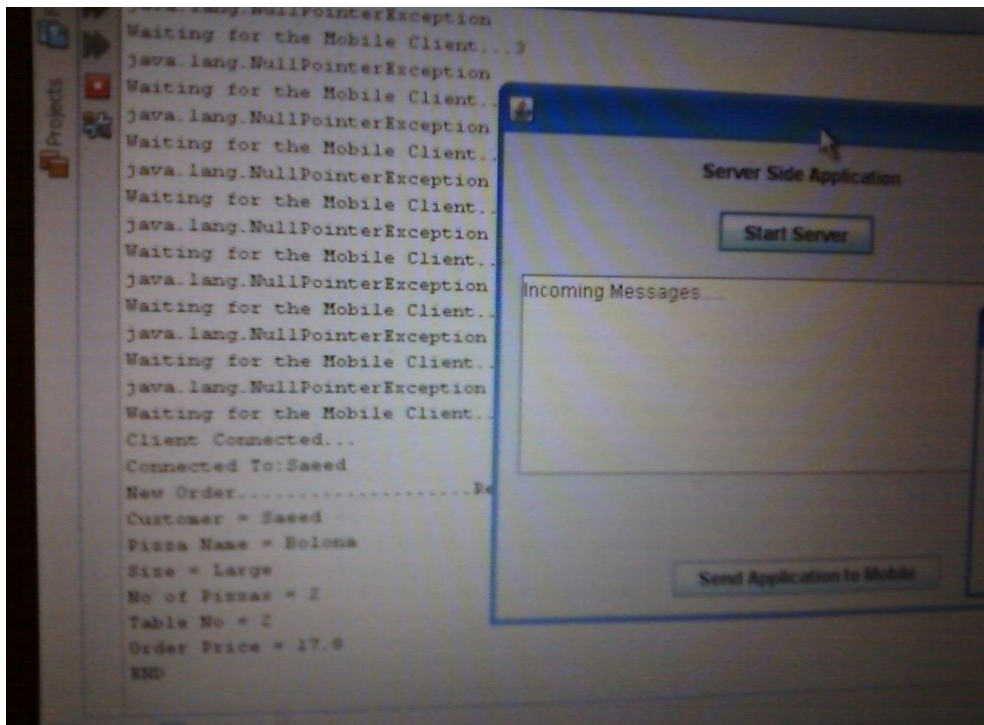 Projects
java.lang.NullPointerException
Waiting for the Mobile Client...3
java.lang.NullPointerException
Waiting for the Mobile Client..
java.lang.NullPointerException
Waiting for the Mobile Client..
java.lang.NullPointerException
Waiting for the Mobile Client..
java.lang.NullPointerException
Waiting for the Mobile Client..
java.lang.NullPointerException
Waiting for the Mobile Client..
java.lang.NullPointerException
Waiting for the Mobile Client..
java.lang.NullPointerException
Waiting for the Mobile Client..
Client Connected...
Connected To:Saeed
New Order.....................Re
Customer = Saeed
Pizza Name = Bolona
Size = Large
No of Pizzas = 2
Table No = 2
Order Price = 17.0
END
Server Side Application
Start Server
Incoming Messages....
Send Application to Mobile